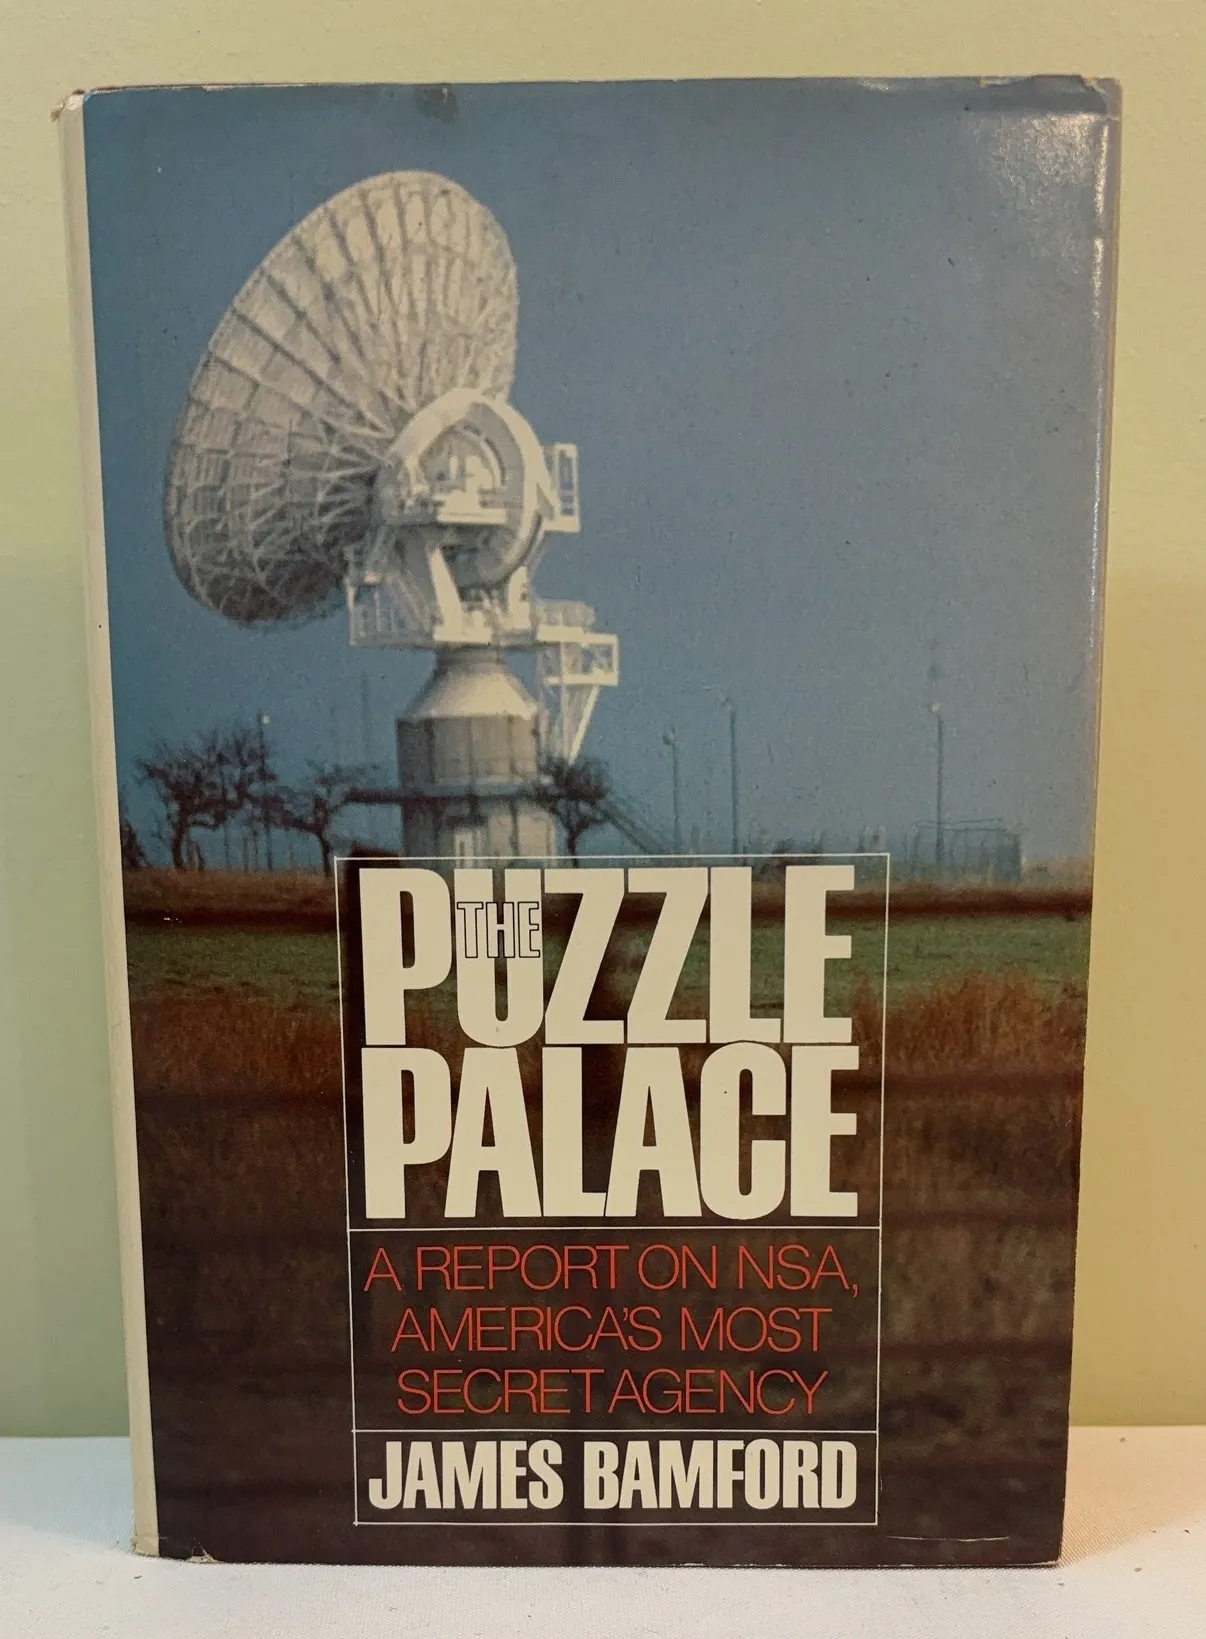 THE
PUZZLE
PALACE
A REPORT ON NSA,
AMERICA'S MOST
SECRET AGENCY
JAMES BAMFORD